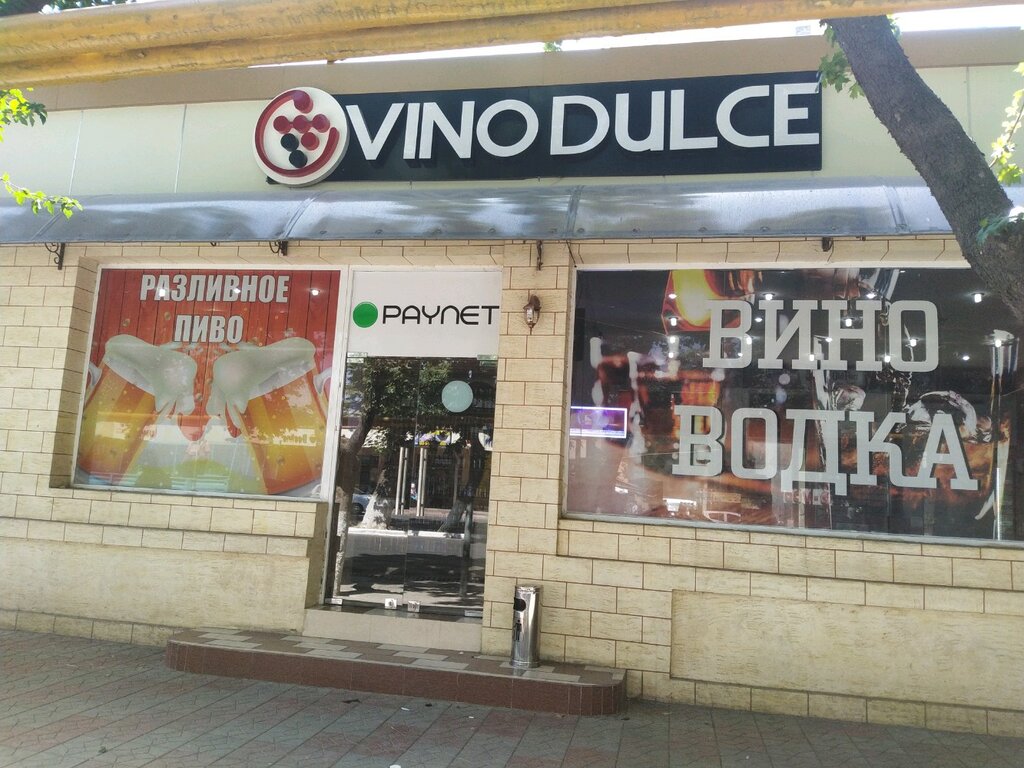 VINO DULCE
РАЗЛИВНОЕ
ПИВО
PAYNET
ВИНО
ВОДКА